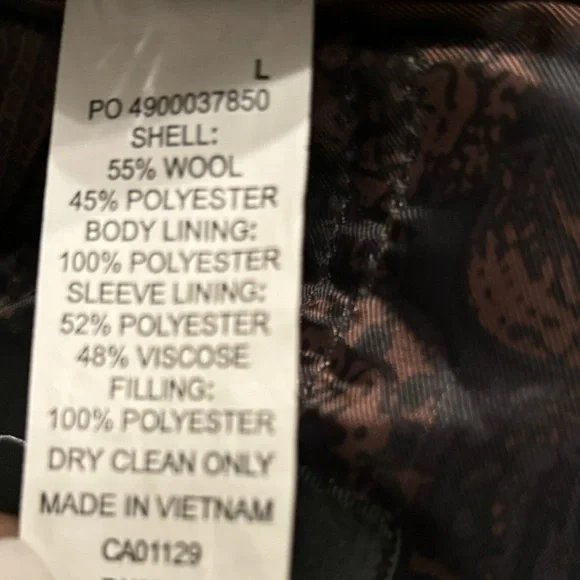 L
PO 4900037850
SHELL:
55% WOOL
45% POLYESTER
BODY LINING:
100% POLYESTER
SLEEVE LINING:
52% POLYESTER
48% VISCOSE
FILLING:
100% POLYESTER
DRY CLEAN ONLY
MADE IN VIETNAM
CA01129